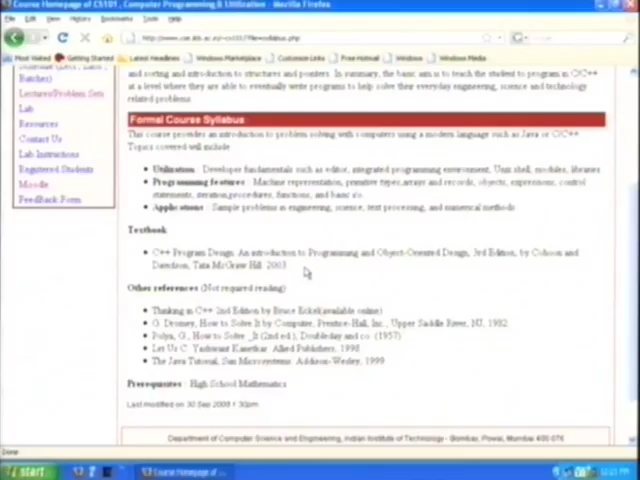 Course Homepage of CS101 , Computer Programming & Utilization - Mozilla Firefox
File Edit View History Bookmarks Tools Help
Most Visited Getting Started Latest Headlines Windows Marketplace Customize Links Free Hotmail Windows Windows Media
Batches)
Lectures/Problem Sets
Lab
Resources
Contact Us
Lab Instructions
Registered Students
Moodle
FeedBack Form
and sorting and introduction to structures and pointers. In summary, the basic aim is to teach the student to program in C/C++
at a level where they are able to eventually write programs to help solve their everyday engineering, science and technology
related problems.
Formal Course Syllabus
This course provides an introduction to problem solving with computers using a modern language such as Java or C/C++
Topics covered will include
• Utilization : Developer fundamentals such as editor, integrated programming environment, Unix shell, modules, libraries.
• Programming features : Machine representation, primitive types, arrays and records, objects, expressions, control
statements, iteration, procedures, functions, and basic i/o.
• Applications : Sample problems in engineering, science, text processing, and numerical methods
Textbook
• C++ Program Design: An introduction to Programming and Object-Oriented Design, 3rd Edition, by Cohoon and
Davidson, Tata McGraw Hill. 2003
Other references (Not required reading)
• Thinking in C++ 2nd Edition by Bruce Eckel(available online)
• G. Dromey, How to Solve It by Computer, Prentice-Hall, Inc., Upper Saddle River, NJ, 1982.
• Polya, G., How to Solve _It (2nd ed.), Doubleday and co. (1957)
• Let Us C. Yashwant Kanetkar. Allied Publishers, 1998.
• The Java Tutorial, Sun Microsystems. Addison-Wesley, 1999
Prerequisites : High School Mathematics
Last modified on 30 Sep 2008 1:30pm
Department of Computer Science and Engineering, Indian Institute of Technology - Bombay, Powai, Mumbai 400 076
Done
start
Course Homepage of ...